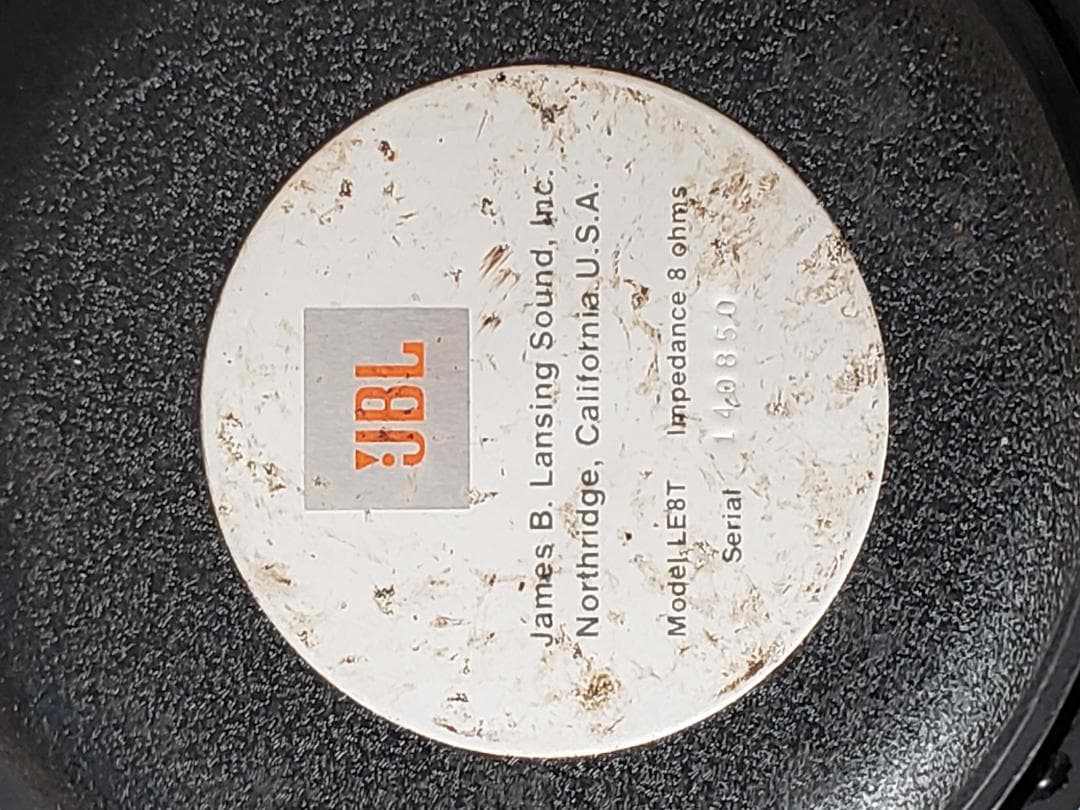 JBL
James B. Lansing Sound, Inc.
Northridge, California U.S.A.
Model LE8T Impedance 8 ohms
Serial 140850